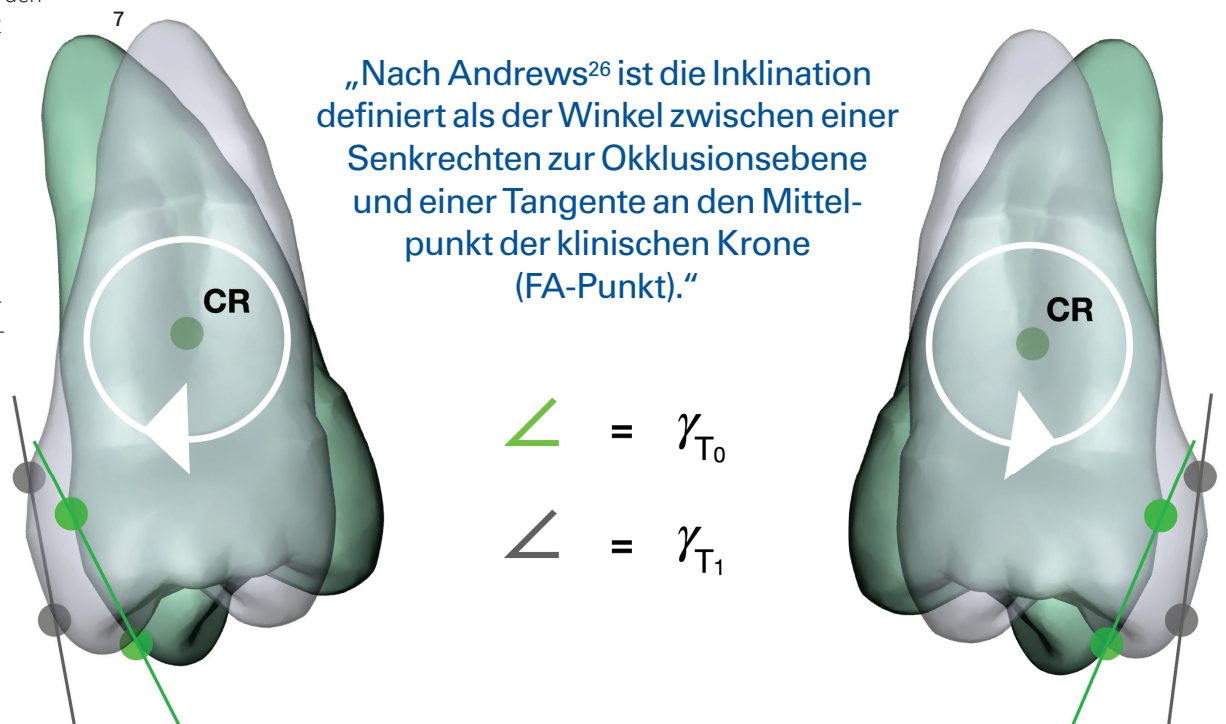 den
7
„Nach Andrews26 ist die Inklination
definiert als der Winkel zwischen einer
Senkrechten zur Okklusionsebene
und einer Tangente an den Mittel-
punkt der klinischen Krone
(FA-Punkt).“
CR
CR
= γT0
= γT1